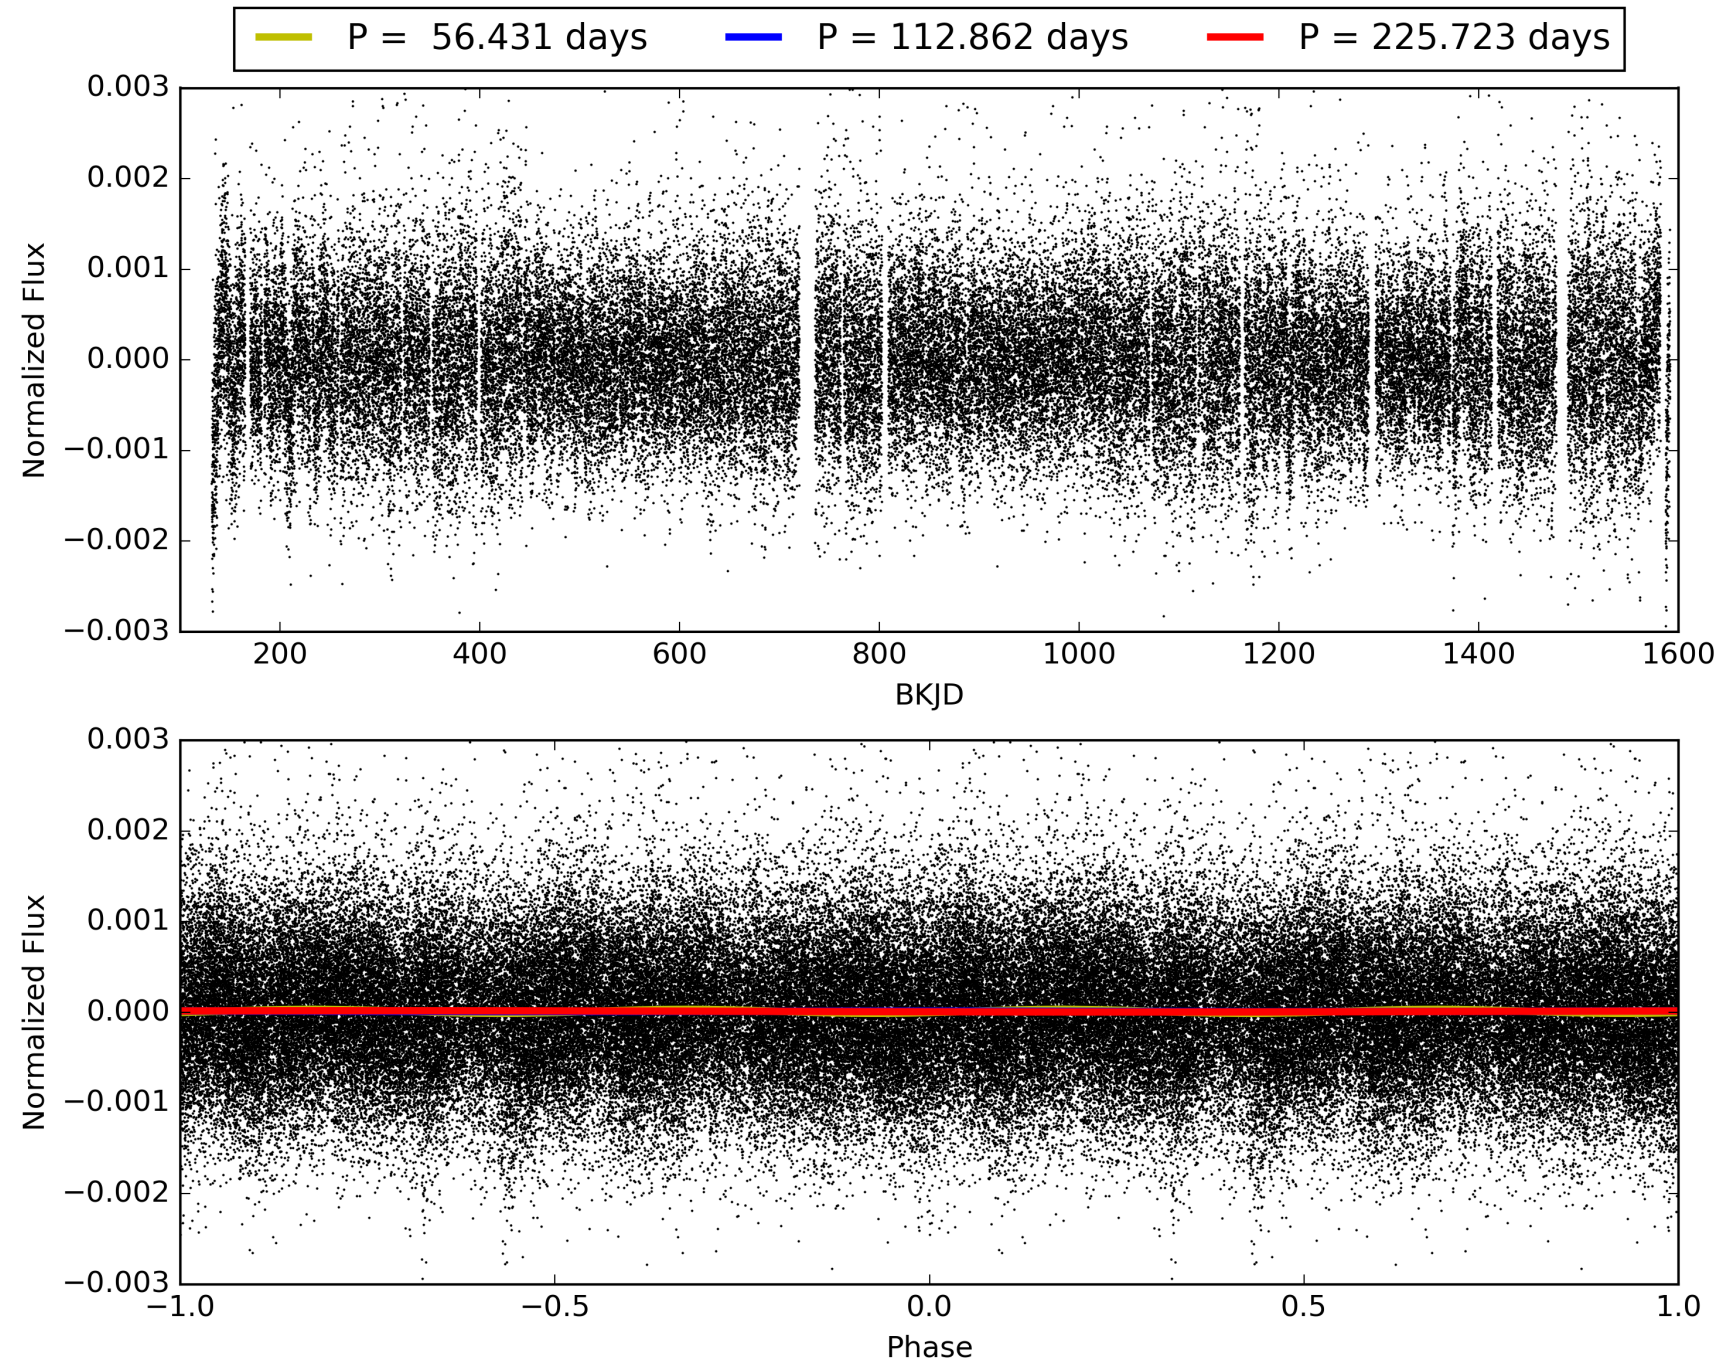 P = 56.431 days P = 112.862 days P = 225.723 days
0.003
0.002
0.001
0.000
−0.001
−0.002
−0.003
Normalized Flux
200 400 600 800 1000 1200 1400 1600
BKJD
0.003
0.002
0.001
0.000
−0.001
−0.002
−0.003
Normalized Flux
−1.0 −0.5 0.0 0.5 1.0
Phase